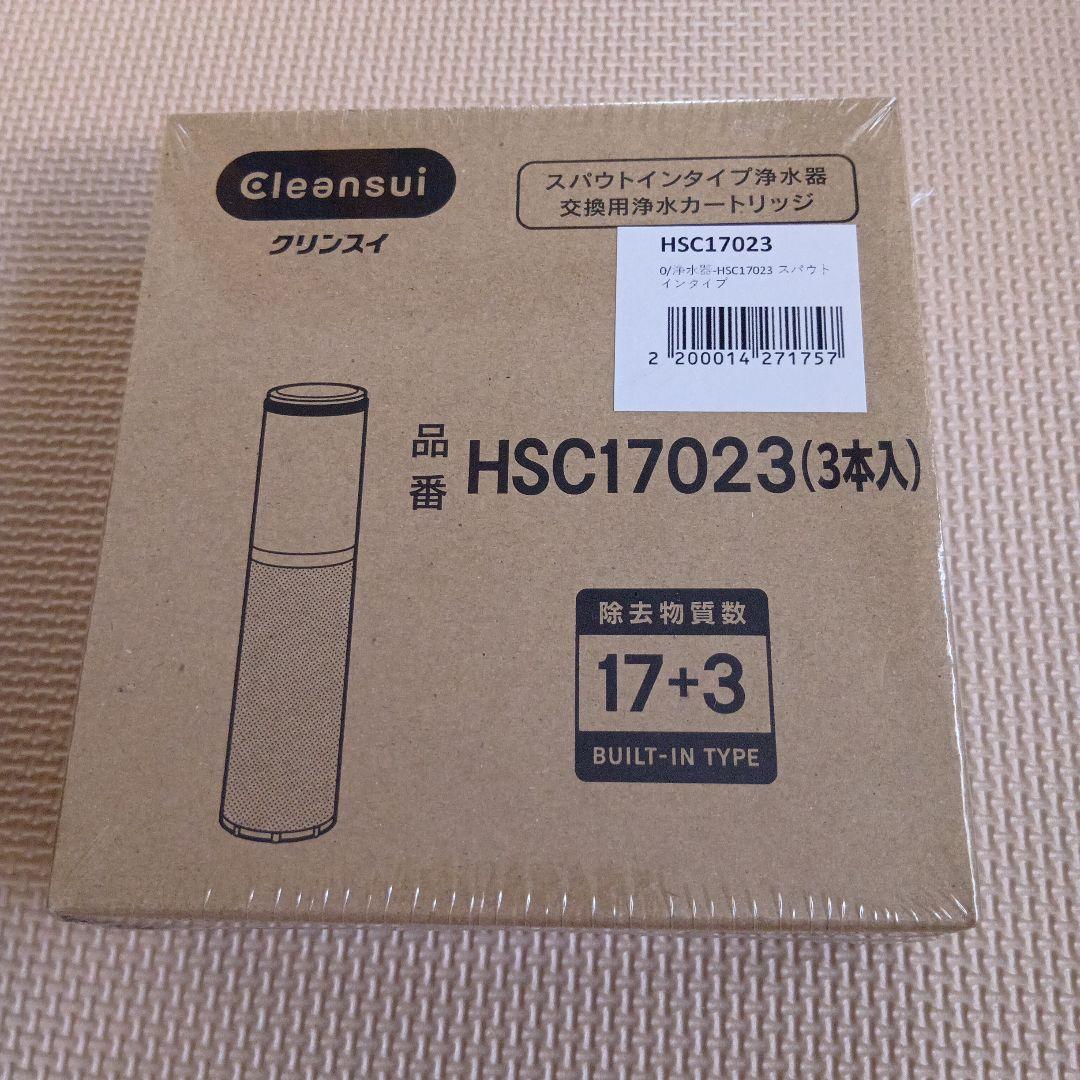 Cleansui
クリンスイ
スパウトインタイプ浄水器
交換用浄水カートリッジ
HSC17023
0/浄水器-HSC17023 スパウト
インタイプ
2 200014 271757
品番 HSC17023(3本入)
除去物質数
17+3
BUILT-IN TYPE